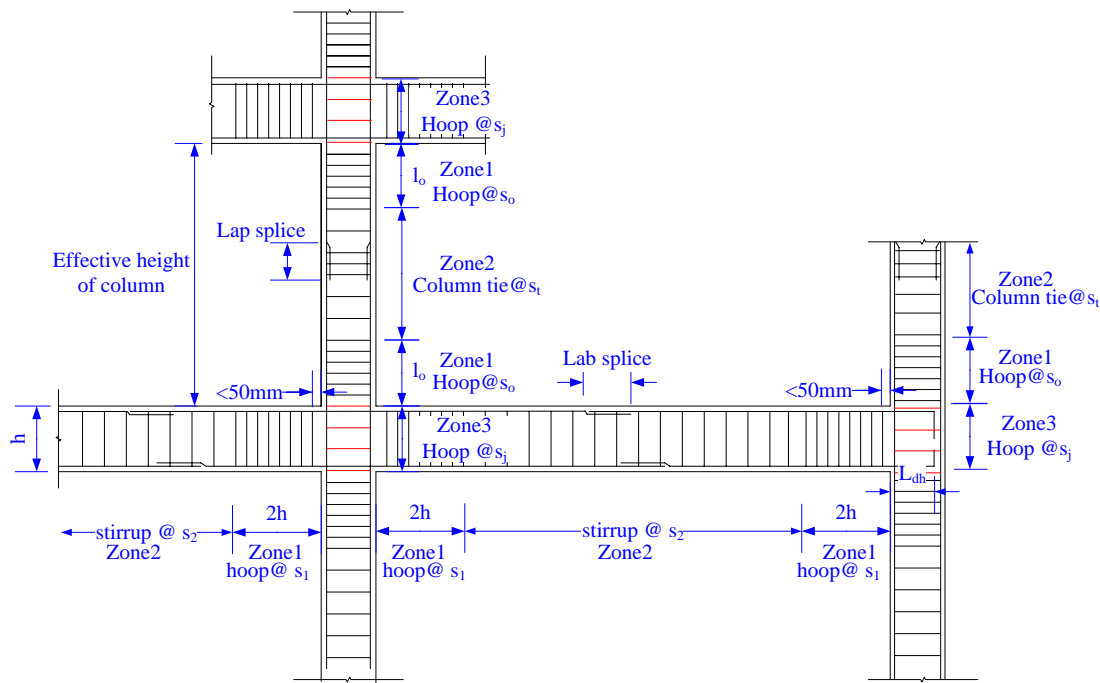 Zone3
Hoop @sj
lo
Zone1
Hoop@so
Lap splice
Effective height
of column
Zone2
Column tie@st
Zone2
Column tie@st
Lab splice
lo
Zone1
Hoop@so
Zone1
Hoop@so
<50mm
<50mm
h
Zone3
Hoop @sj
Zone3
Hoop @sj
Ldh
2h
2h
2h
stirrup @ s2
Zone2
Zone1
hoop@ s1
Zone1
hoop@ s1
stirrup @ s2
Zone2
Zone1
hoop@ s1